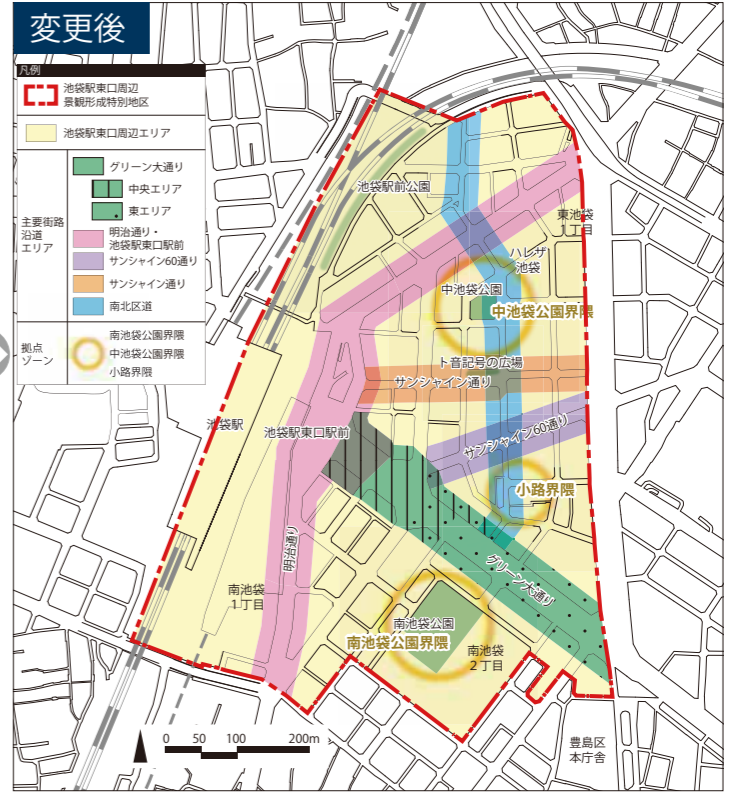 変更後
凡例
池袋駅東口周辺
景観形成特別地区
池袋駅東口周辺エリア
主要街路
沿道
エリア
グリーン大通り
中央エリア
東エリア
明治通り・
池袋駅東口駅前
サンシャイン60通り
サンシャイン通り
南北区道
拠点
ゾーン
南池袋公園界隈
中池袋公園界隈
小路界隈
池袋駅前公園
東池袋
1丁目
ハレザ
池袋
中池袋公園
中池袋公園界隈
ト音記号の広場
サンシャイン通り
池袋駅
池袋駅東口駅前
サンシャイン60通り
小路界隈
明治通り
グリーン大通り
南池袋
1丁目
南池袋公園
南池袋公園界隈
南池袋
2丁目
0 50 100 200m
豊島区
本庁舎